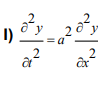 I) ∂²y/∂t² = a² ∂²y/∂x²